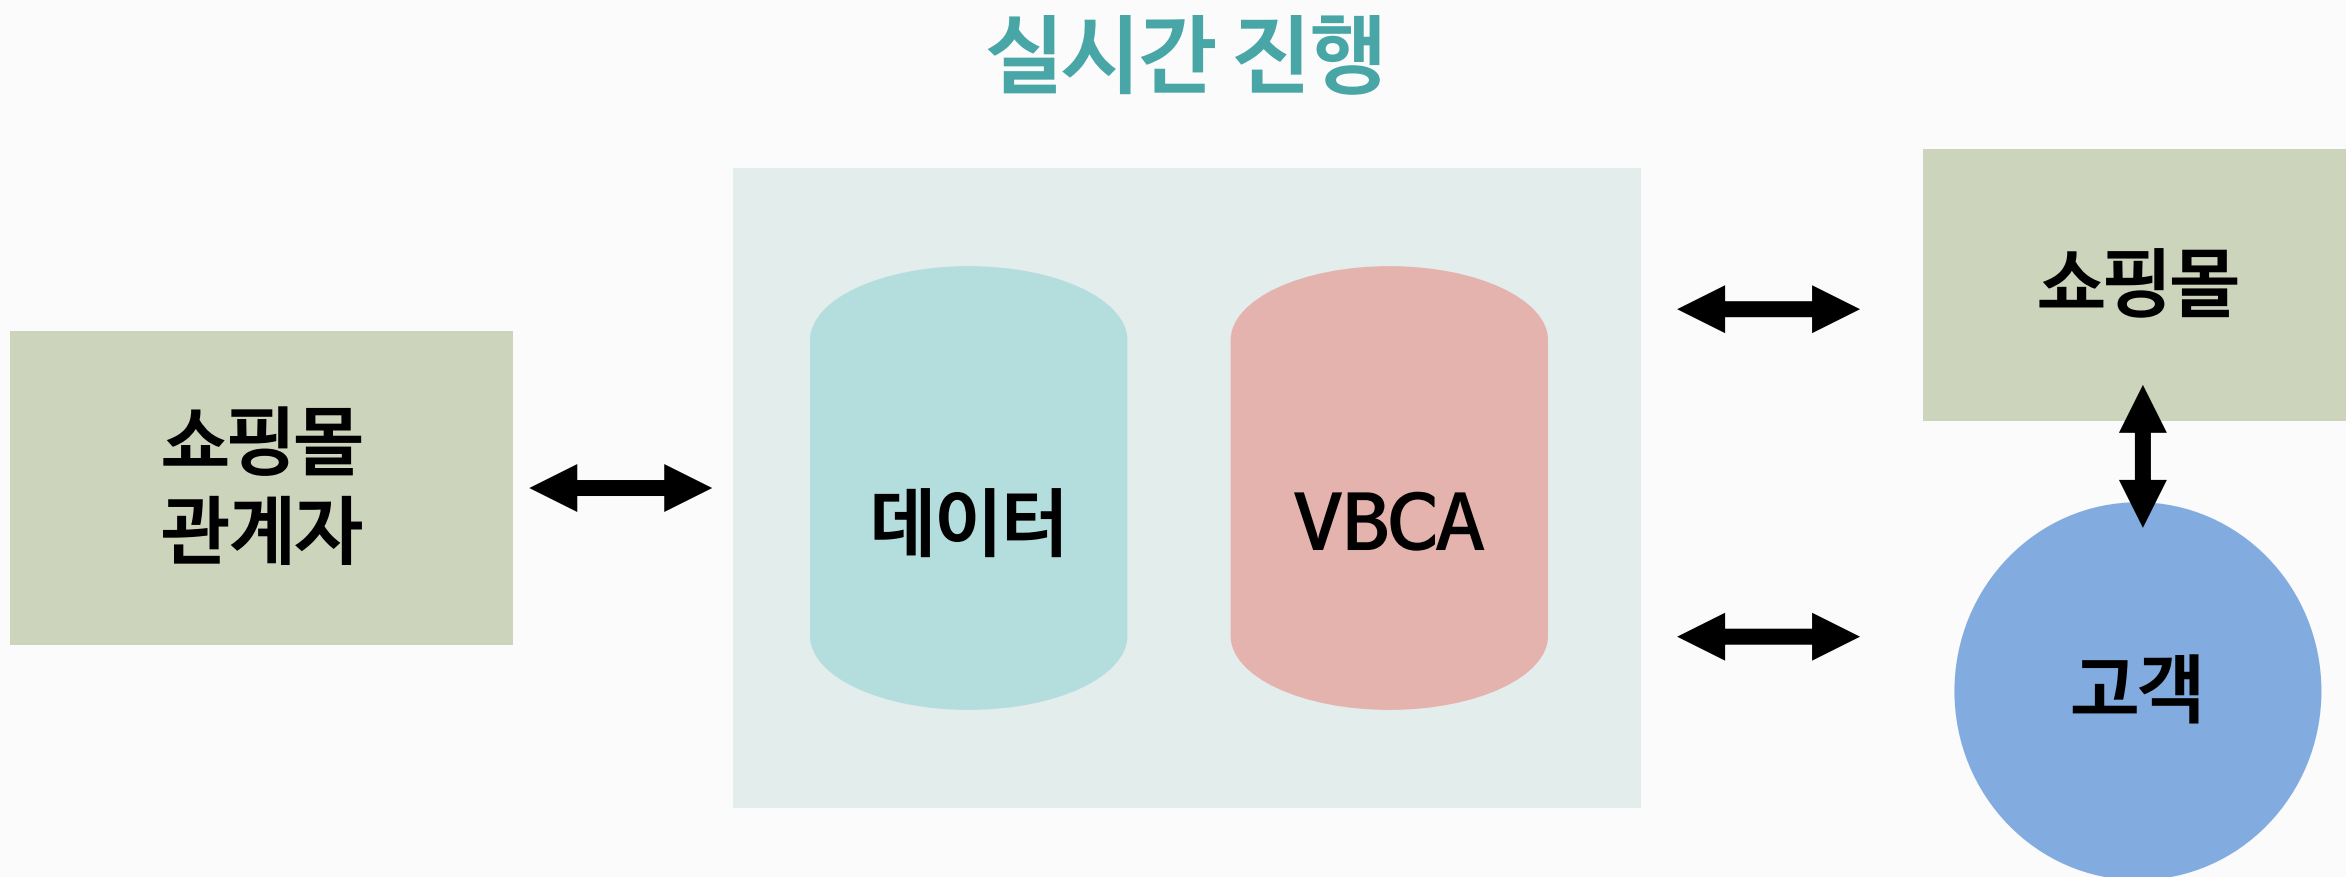 실시간 진행
쇼핑몰
관계자
데이터
VBCA
쇼핑몰
고객